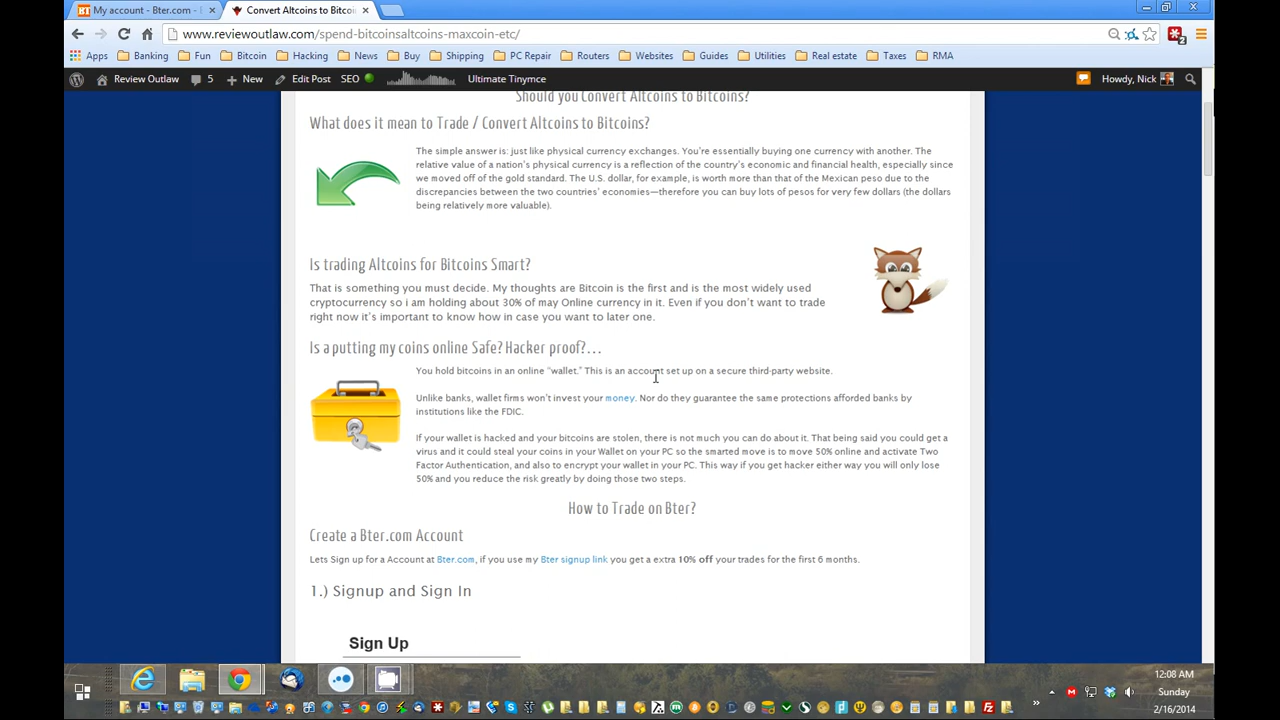 My account - Bter.com -
Convert Altcoins to Bitcoi
www.reviewoutlaw.com/spend-bitcoinsaltcoins-maxcoin-etc/
Apps Banking Fun Bitcoin Hacking News Buy Shipping PC Repair Routers Websites Guides Utilities Real estate Taxes RMA
Review Outlaw 5 New Edit Post SEO Ultimate Tinymce Howdy, Nick
Should you Convert Altcoins to Bitcoins?
What does it mean to Trade / Convert Altcoins to Bitcoins?
The simple answer is: just like physical currency exchanges. You're essentially buying one currency with another. The
relative value of a nation's physical currency is a reflection of the country's economic and financial health, especially since
we moved off of the gold standard. The U.S. dollar, for example, is worth more than that of the Mexican peso due to the
discrepancies between the two countries' economies—therefore you can buy lots of pesos for very few dollars (the dollars
being relatively more valuable).
Is trading Altcoins for Bitcoins Smart?
That is something you must decide. My thoughts are Bitcoin is the first and is the most widely used
cryptocurrency so i am holding about 30% of may Online currency in it. Even if you don't want to trade
right now it's important to know how in case you want to later one.
Is a putting my coins online Safe? Hacker proof?...
You hold bitcoins in an online "wallet." This is an account set up on a secure third-party website.
Unlike banks, wallet firms won't invest your money. Nor do they guarantee the same protections afforded banks by
institutions like the FDIC.
If your wallet is hacked and your bitcoins are stolen, there is not much you can do about it. That being said you could get a
virus and it could steal your coins in your Wallet on your PC so the smarted move is to move 50% online and activate Two
Factor Authentication, and also to encrypt your wallet in your PC. This way if you get hacker either way you will only lose
50% and you reduce the risk greatly by doing those two steps.
How to Trade on Bter?
Create a Bter.com Account
Lets Sign up for a Account at Bter.com, if you use my Bter signup link you get a extra 10% off your trades for the first 6 months.
1.) Signup and Sign In
Sign Up
12:08 AM
Sunday
2/16/2014